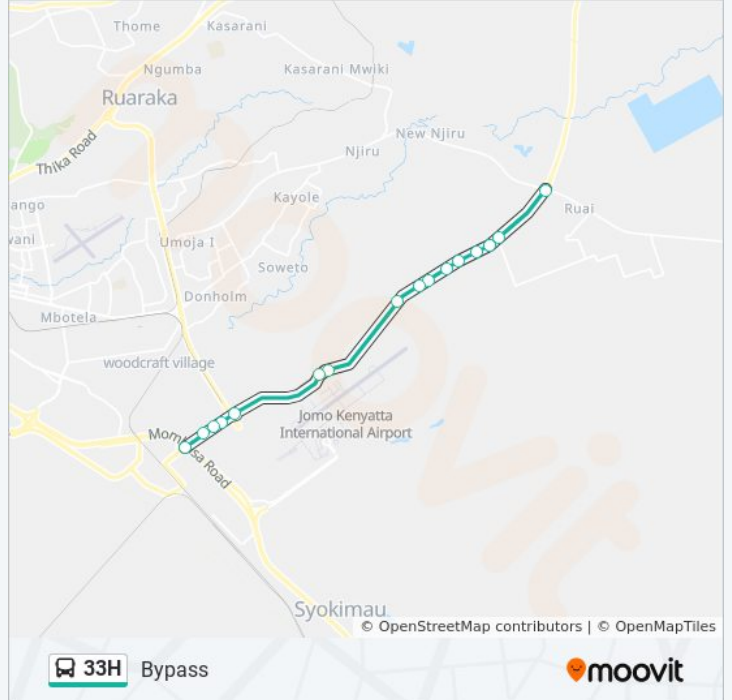 Thome
Kasarani
Ngumba
Kasarani Mwiki
Ruaraka
New Njiru
Thika Road
Njiru
ango
Kayole
Ruai
wani
Umoja I
Soweto
Donholm
Mbotela
woodcraft village
Jomo Kenyatta
International Airport
Mombasa Road
Syokimau
© OpenStreetMap contributors | © OpenMapTiles
33H Bypass
moovit